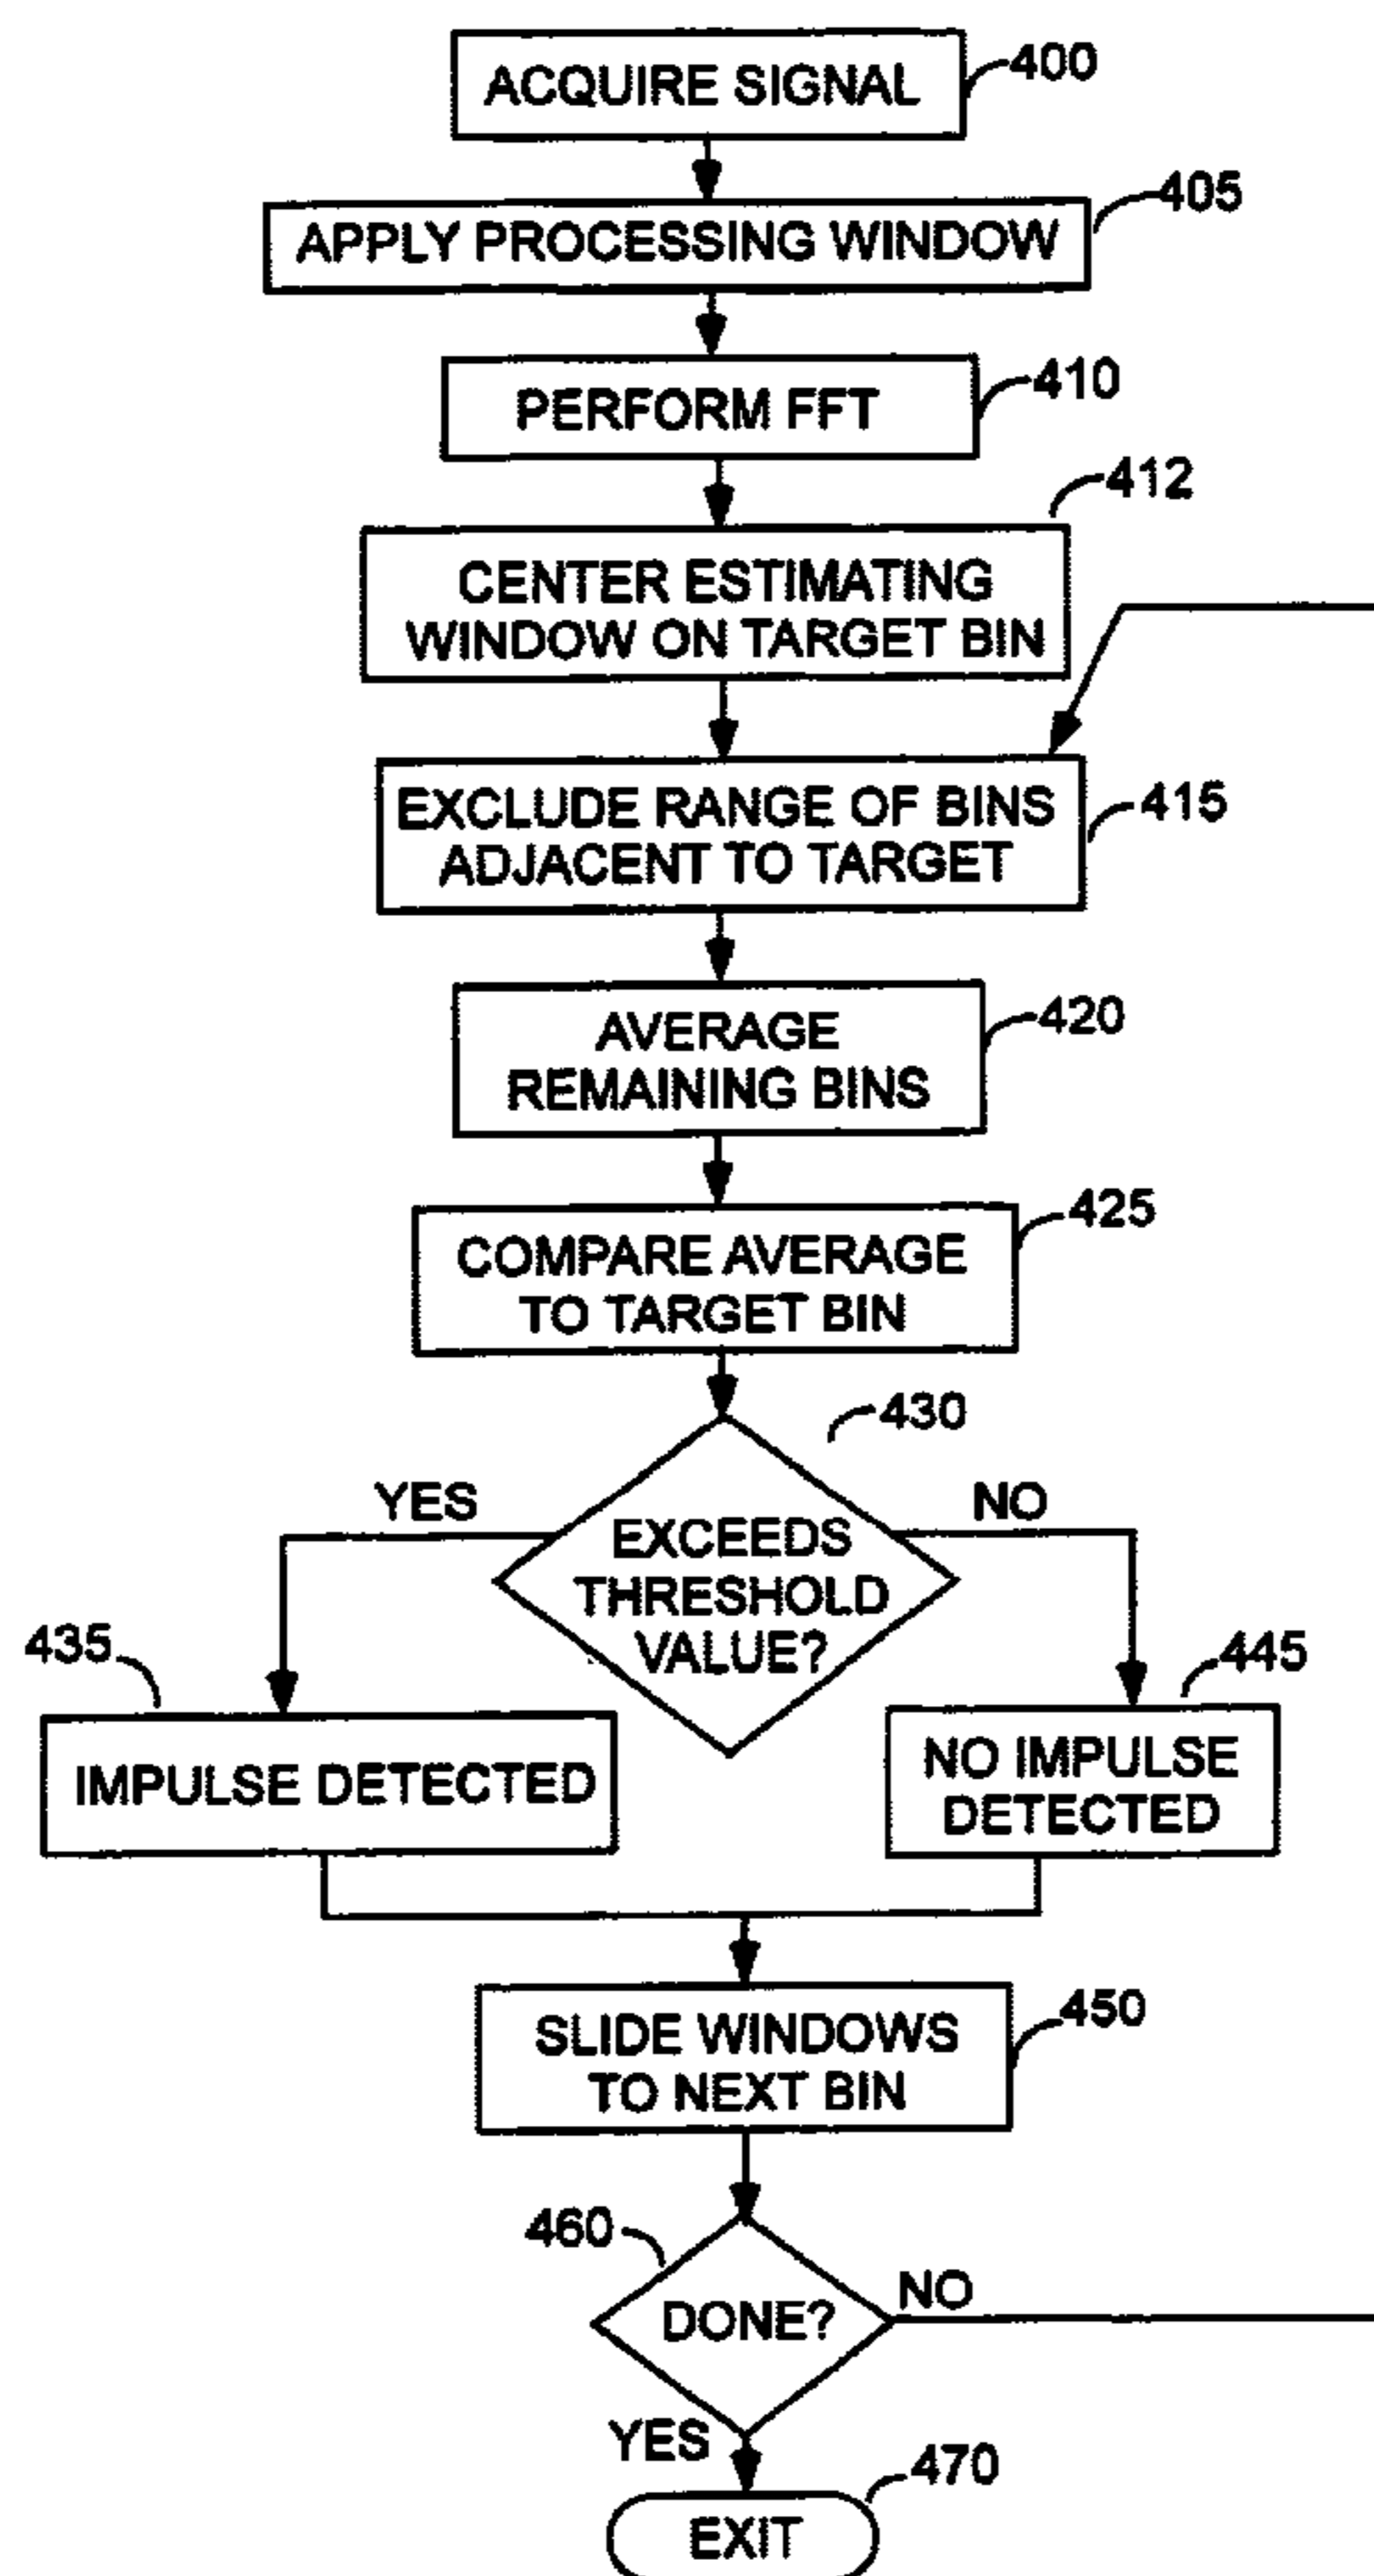 ACQUIRE SIGNAL
400
APPLY PROCESSING WINDOW
405
PERFORM FFT
410
412
CENTER ESTIMATING
WINDOW ON TARGET BIN
EXCLUDE RANGE OF BINS
ADJACENT TO TARGET
415
AVERAGE
REMAINING BINS
420
COMPARE AVERAGE
TO TARGET BIN
425
430
YES
NO
EXCEEDS
THRESHOLD
VALUE?
435
445
IMPULSE DETECTED
NO IMPULSE
DETECTED
SLIDE WINDOWS
TO NEXT BIN
450
460
DONE?
NO
YES
470
EXIT